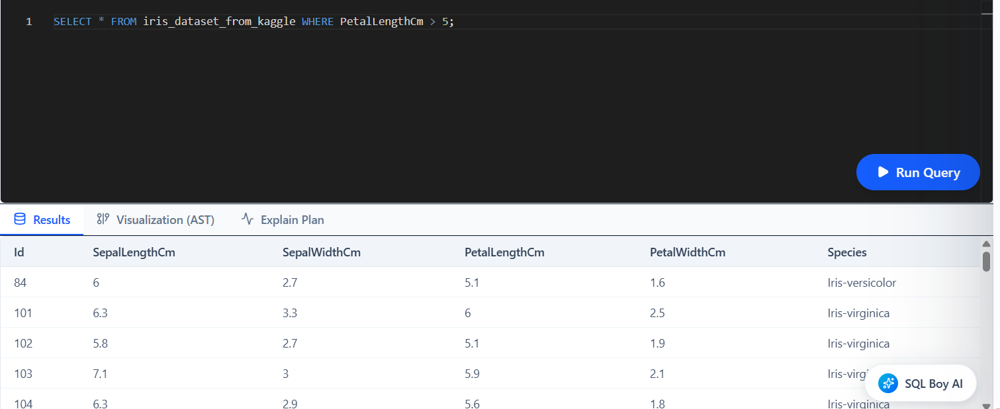 1 SELECT * FROM iris_dataset_from_kaggle WHERE PetalLengthCm > 5;
Run Query
Results Visualization (AST) Explain Plan
Id SepalLengthCm SepalWidthCm PetalLengthCm PetalWidthCm Species
84 6 2.7 5.1 1.6 Iris-versicolor
101 6.3 3.3 6 2.5 Iris-virginica
102 5.8 2.7 5.1 1.9 Iris-virginica
103 7.1 3 5.9 2.1 Iris-virg
SQL Boy AI
104 6.3 2.9 5.6 1.8 Iris-virginica